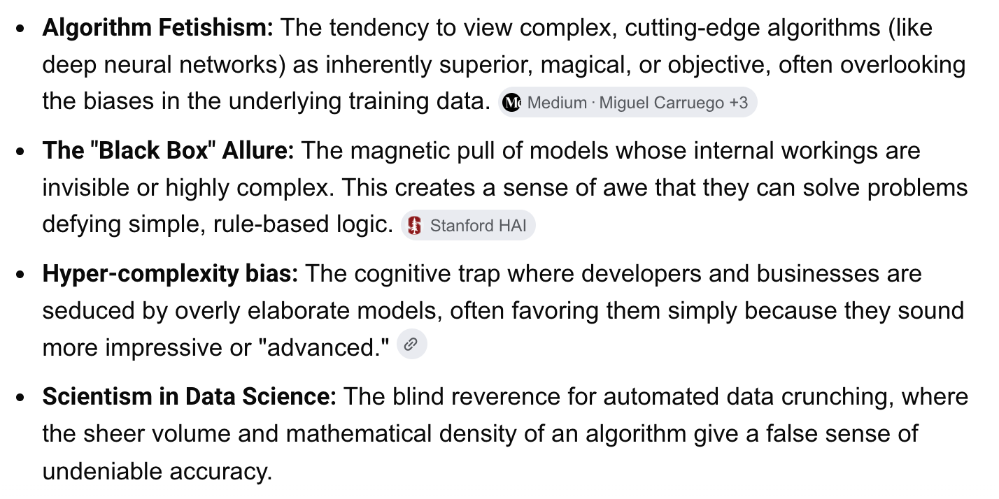 • Algorithm Fetishism: The tendency to view complex, cutting-edge algorithms (like
deep neural networks) as inherently superior, magical, or objective, often overlooking
the biases in the underlying training data. Medium · Miguel Carruego +3
• The "Black Box" Allure: The magnetic pull of models whose internal workings are
invisible or highly complex. This creates a sense of awe that they can solve problems
defying simple, rule-based logic. Stanford HAI
• Hyper-complexity bias: The cognitive trap where developers and businesses are
seduced by overly elaborate models, often favoring them simply because they sound
more impressive or "advanced."
• Scientism in Data Science: The blind reverence for automated data crunching, where
the sheer volume and mathematical density of an algorithm give a false sense of
undeniable accuracy.